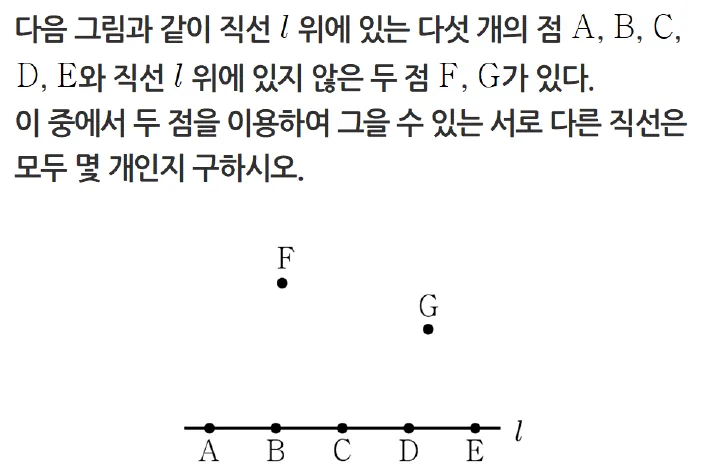 다음 그림과 같이 직선 l 위에 있는 다섯 개의 점 A, B, C,
D, E와 직선 l 위에 있지 않은 두 점 F, G가 있다.
이 중에서 두 점을 이용하여 그을 수 있는 서로 다른 직선은
모두 몇 개인지 구하시오.
F
G
A B C D E l